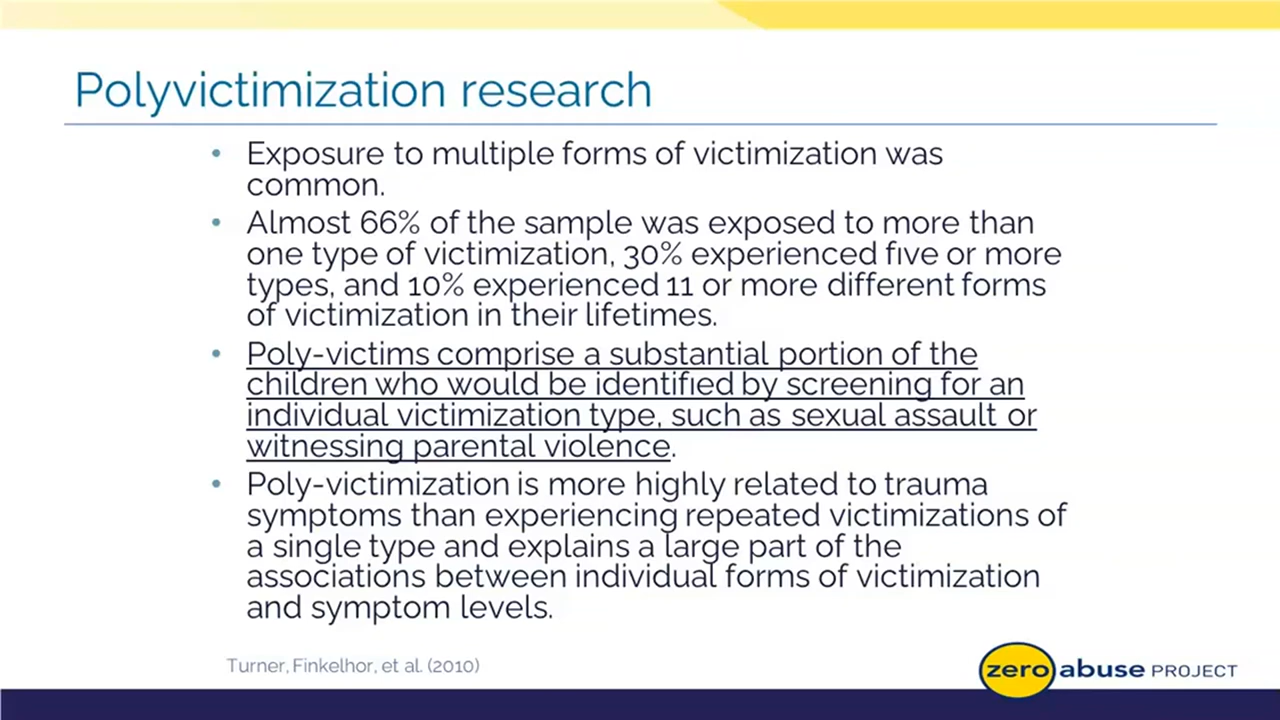 Polyvictimization research
• Exposure to multiple forms of victimization was
common.
• Almost 66% of the sample was exposed to more than
one type of victimization, 30% experienced five or more
types, and 10% experienced 11 or more different forms
of victimization in their lifetimes.
• Poly-victims comprise a substantial portion of the
children who would be identified by screening for an
individual victimization type, such as sexual assault or
witnessing parental violence.
• Poly-victimization is more highly related to trauma
symptoms than experiencing repeated victimizations of
a single type and explains a large part of the
associations between individual forms of victimization
and symptom levels.
Turner, Finkelhor, et al. (2010)
zero abuse PROJECT